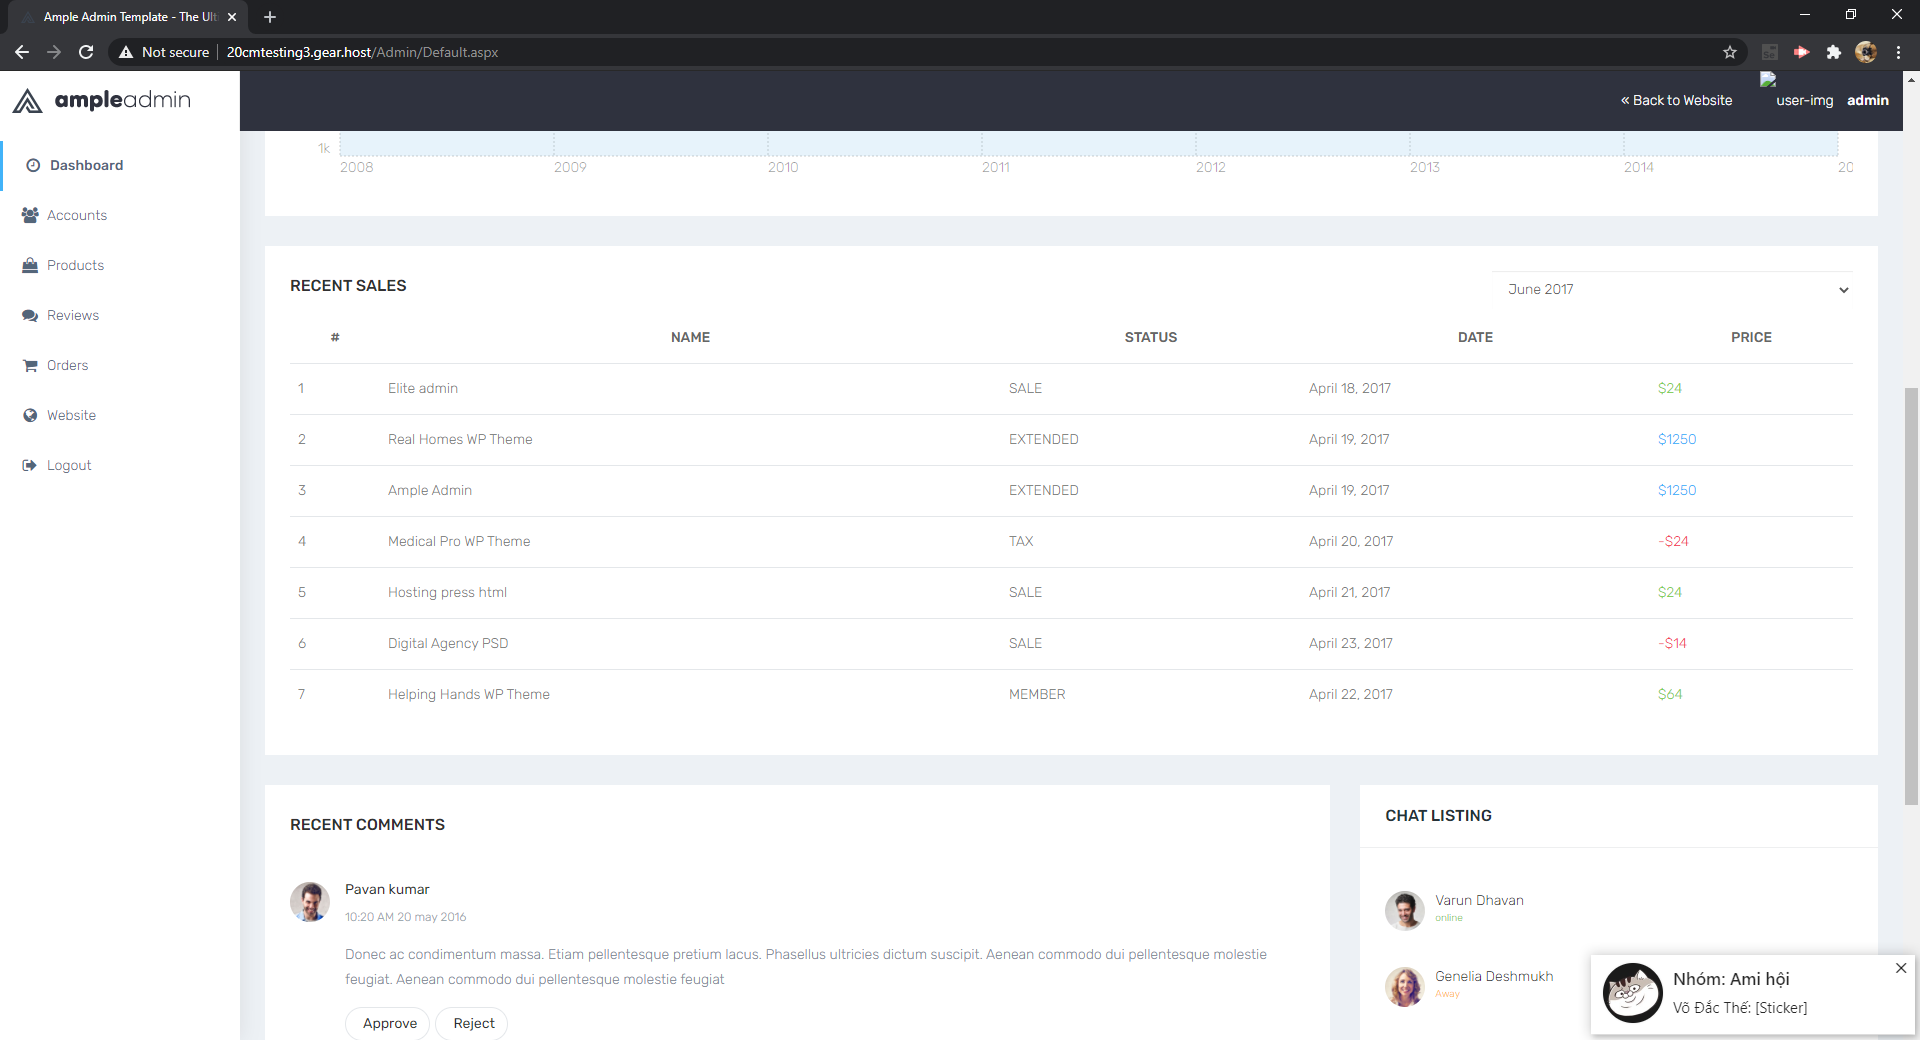 Ample Admin Template - The Ulti
Not secure
20cmtesting3.gear.host/Admin/Default.aspx
ampleadmin
« Back to Website
user-img
admin
Dashboard
Accounts
Products
Reviews
Orders
Website
Logout
1k
2008 2009 2010 2011 2012 2013 2014 20
RECENT SALES
June 2017
# NAME STATUS DATE PRICE
1 Elite admin SALE April 18, 2017 $24
2 Real Homes WP Theme EXTENDED April 19, 2017 $1250
3 Ample Admin EXTENDED April 19, 2017 $1250
4 Medical Pro WP Theme TAX April 20, 2017 -$24
5 Hosting press html SALE April 21, 2017 $24
6 Digital Agency PSD SALE April 23, 2017 -$14
7 Helping Hands WP Theme MEMBER April 22, 2017 $64
RECENT COMMENTS
Pavan kumar
10:20 AM 20 may 2016
Donec ac condimentum massa. Etiam pellentesque pretium lacus. Phasellus ultricies dictum suscipit. Aenean commodo dui pellentesque molestie
feugiat. Aenean commodo dui pellentesque molestie feugiat
Approve Reject
CHAT LISTING
Varun Dhavan
online
Genelia Deshmukh
Away
Nhóm: Ami hội
Võ Đắc Thế: [Sticker]